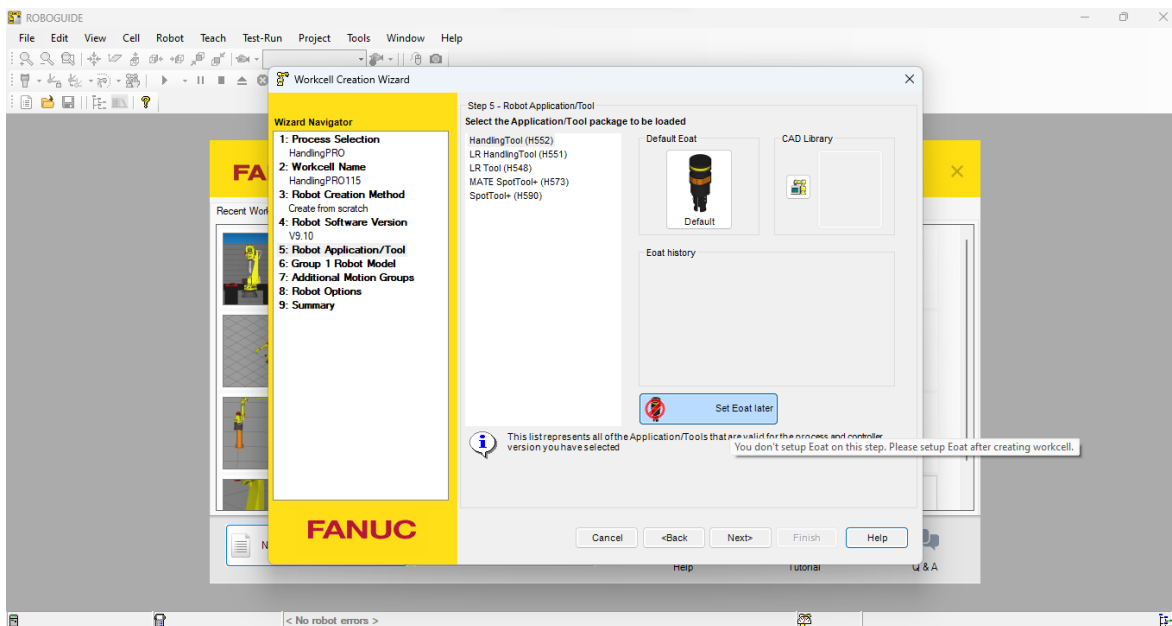 ROBOGUIDE
File Edit View Cell Robot Teach Test-Run Project Tools Window Help
Workcell Creation Wizard
Wizard Navigator
1: Process Selection
HandlingPRO
2: Workcell Name
HandlingPRO115
3: Robot Creation Method
Create from scratch
4: Robot Software Version
V9.10
5: Robot Application/Tool
6: Group 1 Robot Model
7: Additional Motion Groups
8: Robot Options
9: Summary
FANUC
Step 5 - Robot Application/Tool
Select the Application/Tool package to be loaded
HandlingTool (H552)
LR HandlingTool (H551)
LR Tool (H548)
MATE SpotTool+ (H573)
SpotTool+ (H590)
Default Eoat
Default
CAD Library
Eoat history
Set Eoat later
This list represents all of the Application/Tools that are valid for the process and controller
version you have selected
You don't setup Eoat on this step. Please setup Eoat after creating workcell.
Cancel <Back Next> Finish Help
FA
Recent Work
N
Help Tutorial Q & A
< No robot errors >